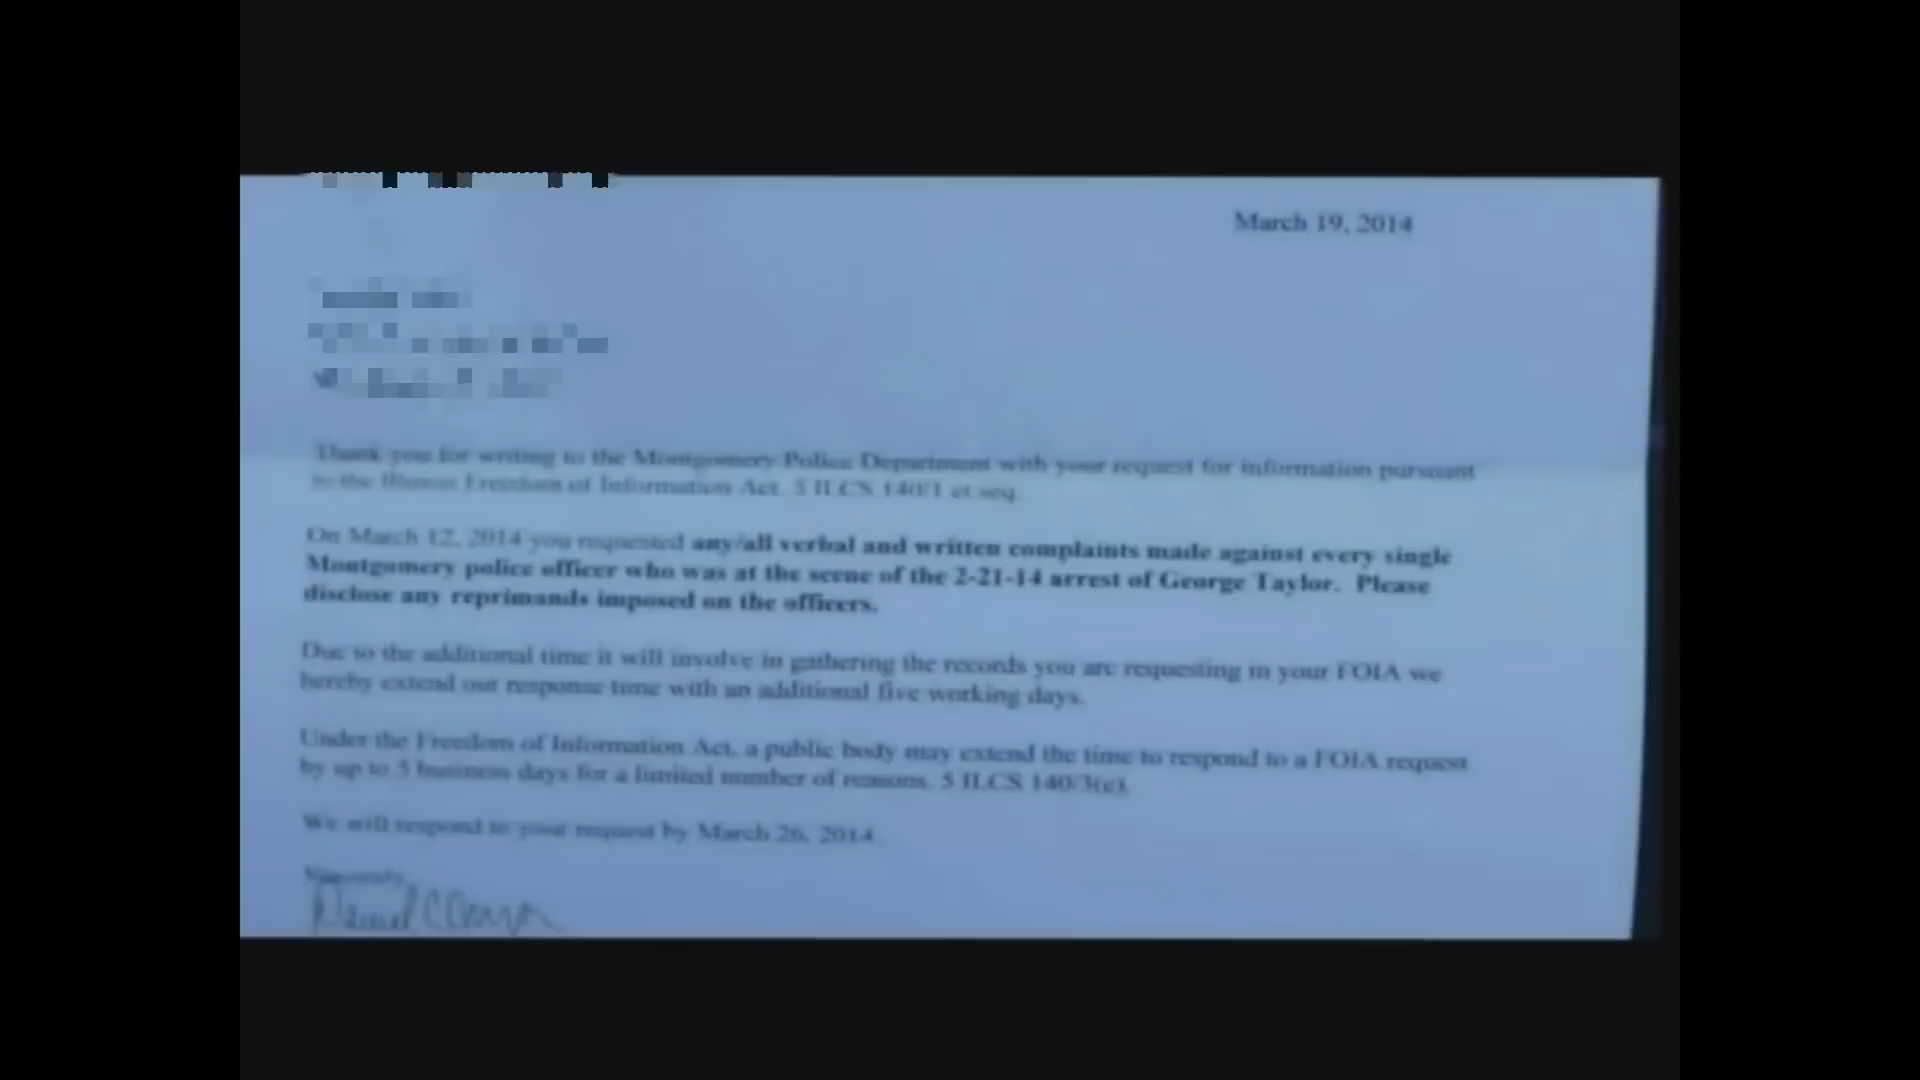 March 19, 2014
Thank you for writing to the Montgomery Police Department with your request for information pursuant
to the Illinois Freedom of Information Act, 5 ILCS 140/1 et seq.
On March 12, 2014 you requested any/all verbal and written complaints made against every single
Montgomery police officer who was at the scene of the 2-21-14 arrest of George Taylor. Please
disclose any reprimands imposed on the officers.
Due to the additional time it will involve in gathering the records you are requesting in your FOIA we
hereby extend our response time with an additional five working days.
Under the Freedom of Information Act, a public body may extend the time to respond to a FOIA request
by up to 5 business days for a limited number of reasons. 5 ILCS 140/3(e).
We will respond to your request by March 26, 2014.
Sincerely,